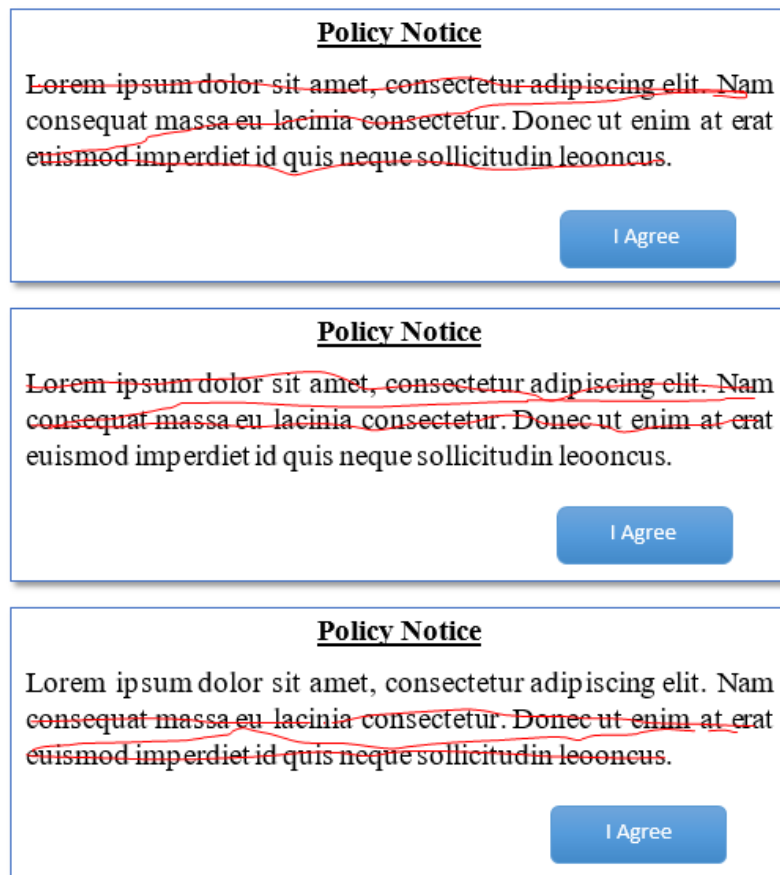 Policy Notice
Lorem ipsum dolor sit amet, consectetur adipiscing elit. Nam
consequat massa eu lacinia consectetur. Donec ut enim at erat
euismod imperdiet id quis neque sollicitudin leooncus.
I Agree
Policy Notice
Lorem ipsum dolor sit amet, consectetur adipiscing elit. Nam
consequat massa eu lacinia consectetur. Donec ut enim at erat
euismod imperdiet id quis neque sollicitudin leooncus.
I Agree
Policy Notice
Lorem ipsum dolor sit amet, consectetur adipiscing elit. Nam
consequat massa eu lacinia consectetur. Donec ut enim at erat
euismod imperdiet id quis neque sollicitudin leooncus.
I Agree